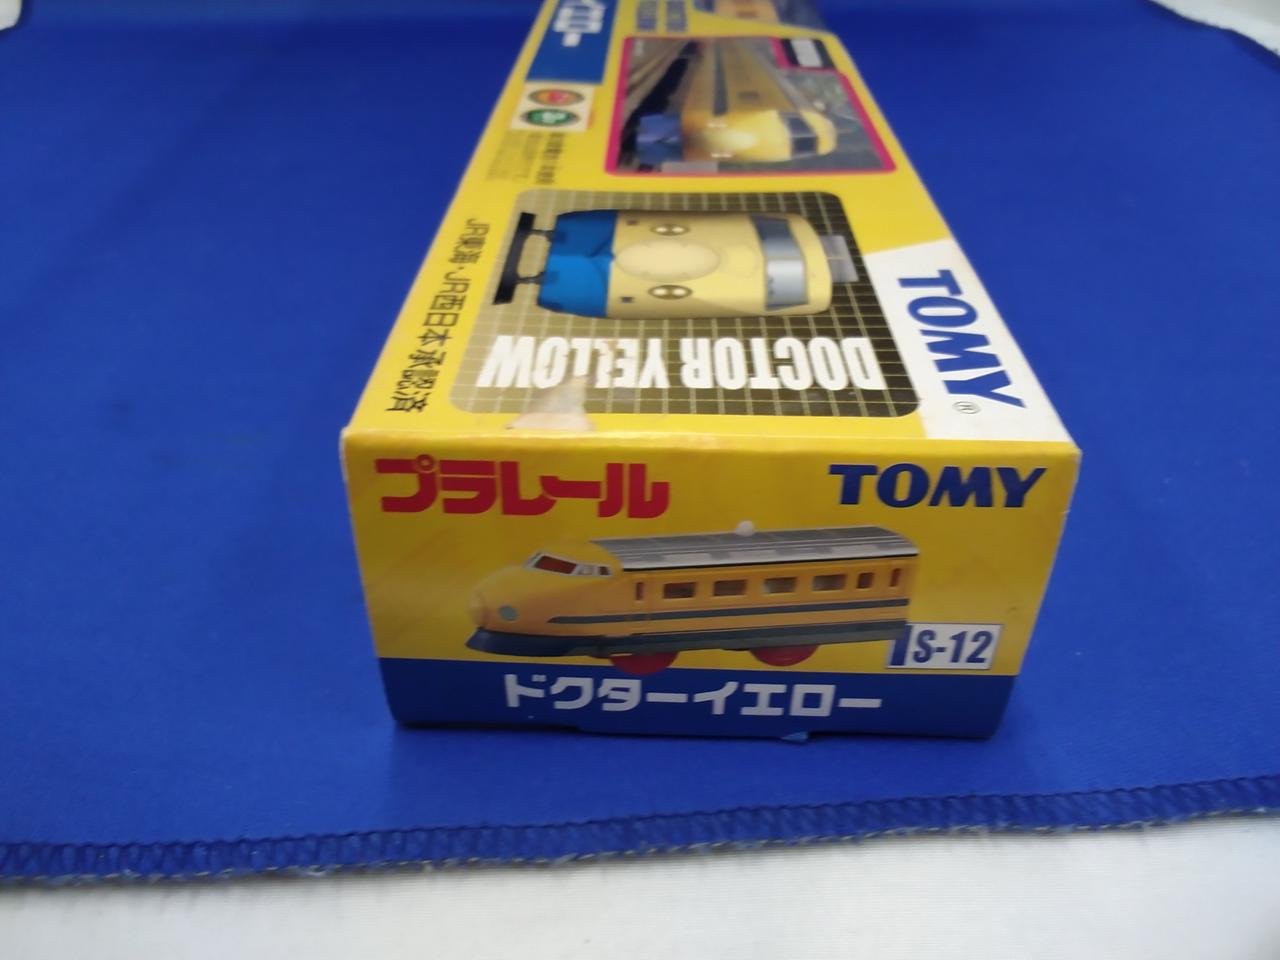 イエロー
JR東海・JR西日本承認済
DOCTOR YELLOW
TOMY®
プラレール
TOMY
S-12
ドクターイエロー